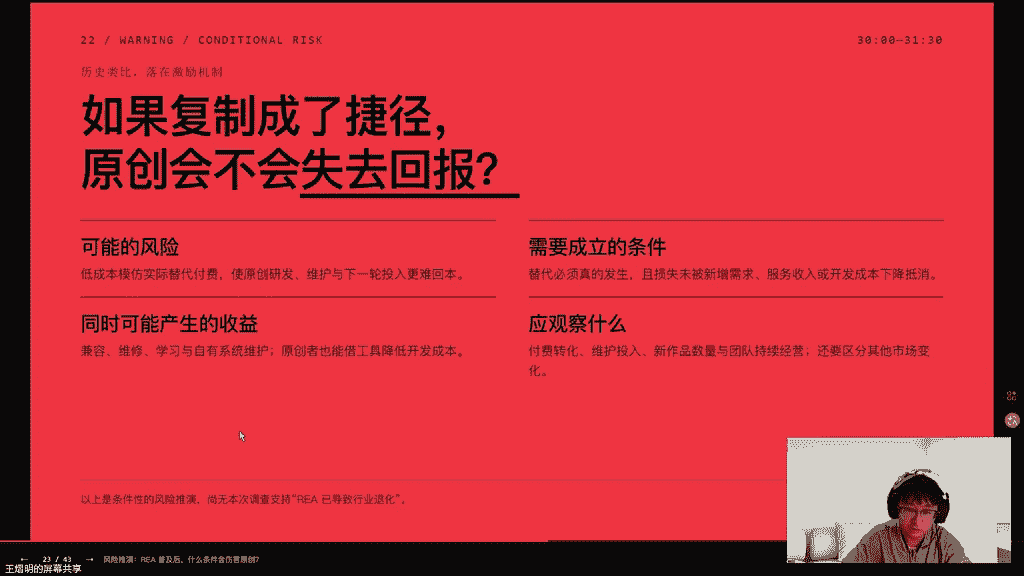 22 / WARNING / CONDITIONAL RISK
30:00—31:30
历史类比，落在激励机制
如果复制成了捷径，
原创会不会失去回报？
可能的风险
低成本模仿实际替代付费，使原创研发、维护与下一轮投入更难回本。
需要成立的条件
替代必须真的发生，且损失未被新增需求、服务收入或开发成本下降抵消。
同时可能产生的收益
兼容、维修、学习与自有系统维护；原创者也能借工具降低开发成本。
应观察什么
付费转化、维护投入、新作品数量与团队持续经营；还要区分其他市场变
化。
以上是条件性的风险推演，尚无本次调查支持“REA 已导致行业退化”。
← 23 / 43 → 风险推演：REA 普及后，什么条件会伤害原创？
王熠明的屏幕共享